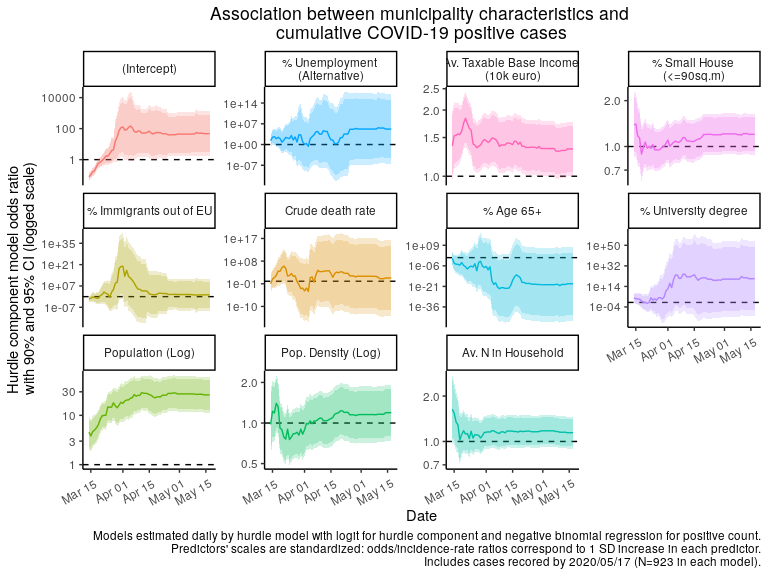 Association between municipality characteristics and
cumulative COVID-19 positive cases
Hurdle component model odds ratio
with 90% and 95% CI (logged scale)
(Intercept)
10000
100
1
% Unemployment
(Alternative)
1e+14
1e+07
1e+00
1e-07
Av. Taxable Base Income
(10k euro)
2.5
2.0
1.5
1.0
% Small House
(<=90sq.m)
2.0
1.0
0.7
% Immigrants out of EU
1e+35
1e+21
1e+07
1e-07
Crude death rate
1e+17
1e+08
1e-01
1e-10
% Age 65+
1e+09
1e-06
1e-21
1e-36
% University degree
1e+50
1e+32
1e+14
1e-04
Mar 15
Apr 01
Apr 15
May 01
May 15
Population (Log)
30
10
3
1
Mar 15
Apr 01
Apr 15
May 01
May 15
Pop. Density (Log)
2.0
1.0
0.5
Mar 15
Apr 01
Apr 15
May 01
May 15
Av. N in Household
2.0
1.0
0.7
Mar 15
Apr 01
Apr 15
May 01
May 15
Date
Models estimated daily by hurdle model with logit for hurdle component and negative binomial regression for positive count.
Predictors' scales are standardized: odds/incidence-rate ratios correspond to 1 SD increase in each predictor.
Includes cases recored by 2020/05/17 (N=923 in each model).